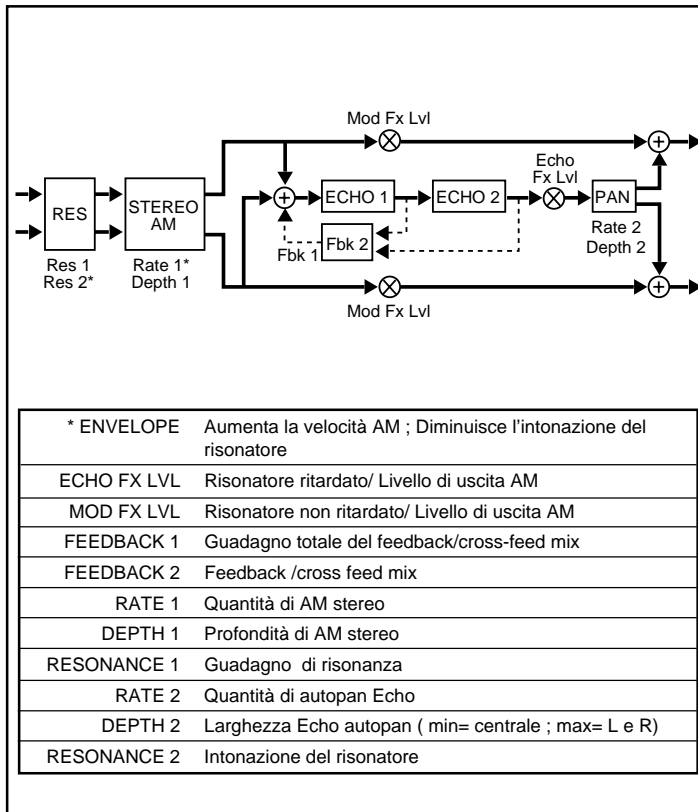 Mod Fx Lvl
Echo
Fx Lvl
RES
STEREO
AM
ECHO 1
ECHO 2
PAN
Fbk 1
Fbk 2
Rate 2
Depth 2
Res 1
Res 2*
Rate 1*
Depth 1
Mod Fx Lvl
* ENVELOPE Aumenta la velocità AM ; Diminuisce l’intonazione del
risonatore
ECHO FX LVL Risonatore ritardato/ Livello di uscita AM
MOD FX LVL Risonatore non ritardato/ Livello di uscita AM
FEEDBACK 1 Guadagno totale del feedback/cross-feed mix
FEEDBACK 2 Feedback /cross feed mix
RATE 1 Quantità di AM stereo
DEPTH 1 Profondità di AM stereo
RESONANCE 1 Guadagno di risonanza
RATE 2 Quantità di autopan Echo
DEPTH 2 Larghezza Echo autopan ( min= centrale ; max= L e R)
RESONANCE 2 Intonazione del risonatore